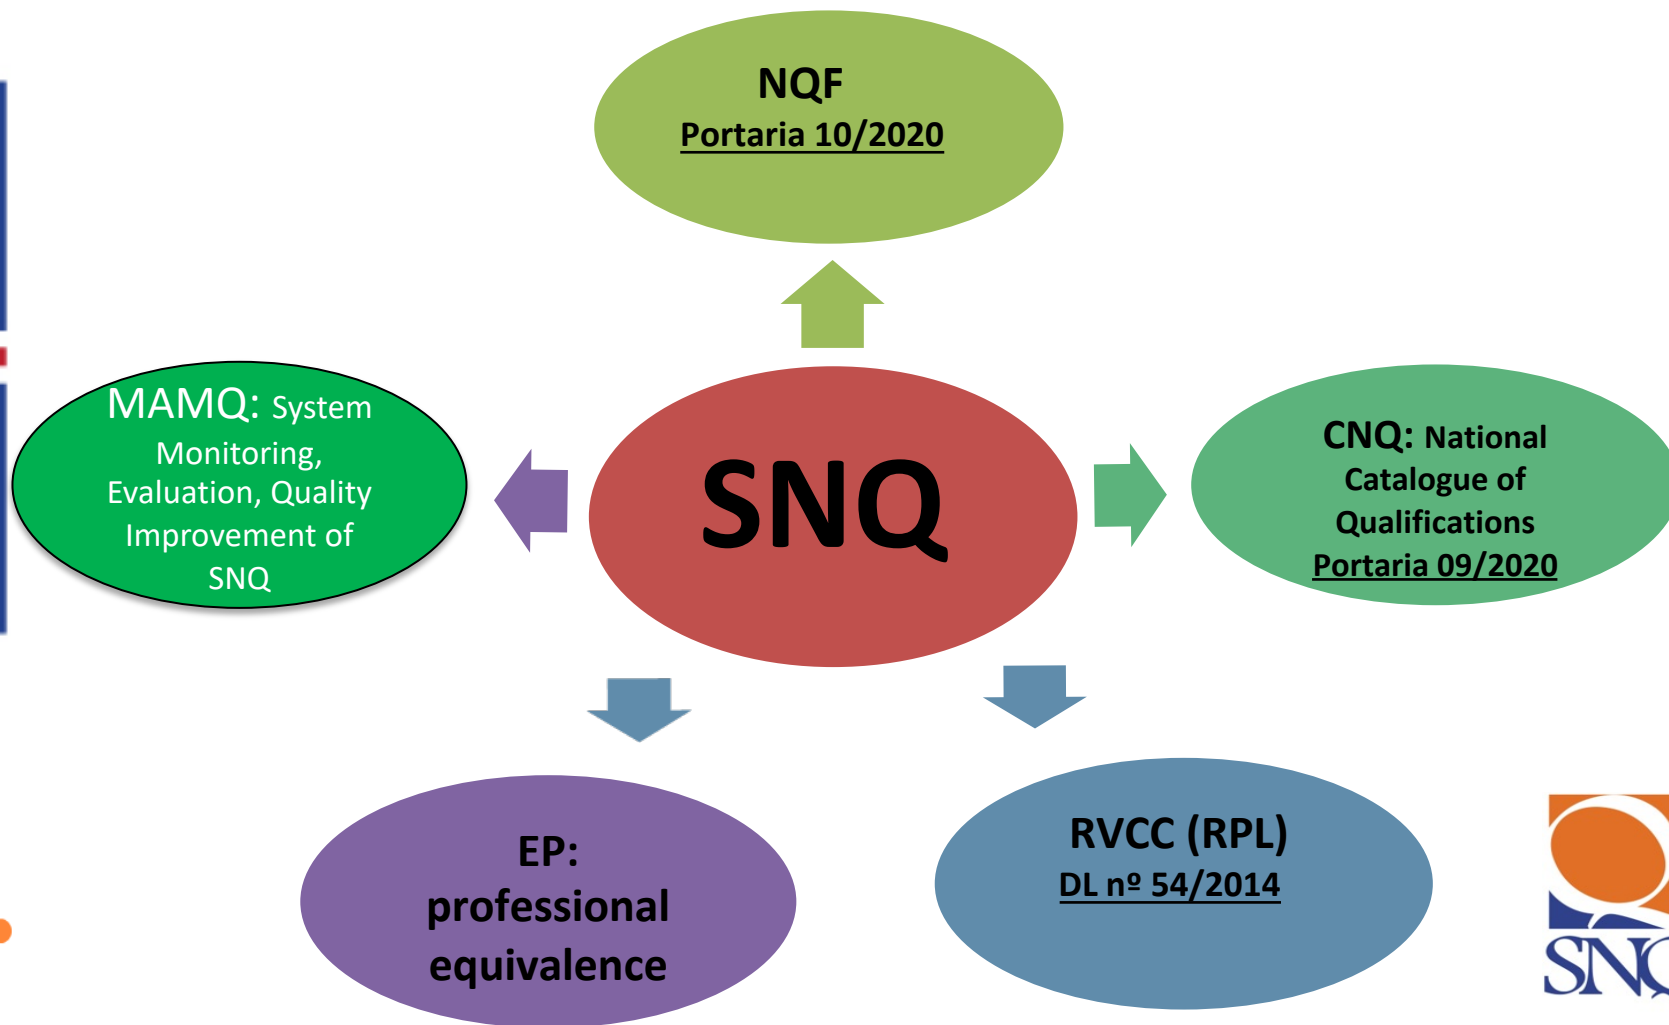 NQF
Portaria 10/2020
MAMQ: System
Monitoring,
Evaluation, Quality
Improvement of
SNQ
SNQ
CNQ: National
Catalogue of
Qualifications
Portaria 09/2020
EP:
professional
equivalence
RVCC (RPL)
DL nº 54/2014
SNQ